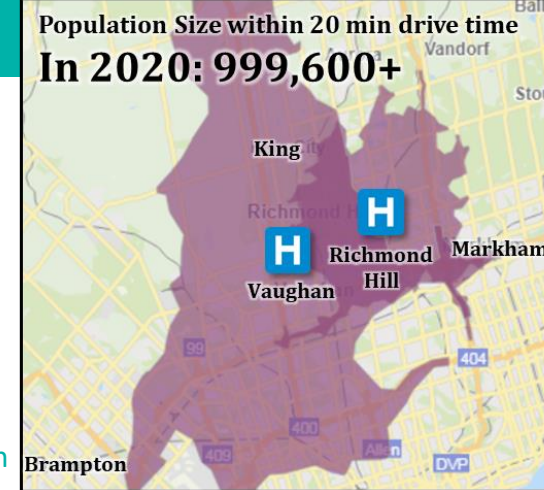 Population Size within 20 min drive time
In 2020: 999,600+
Vandorf
King
H
H
Richmond Hill
Markham
Vaughan
99
404
400
409
Allen
DVP
Brampton